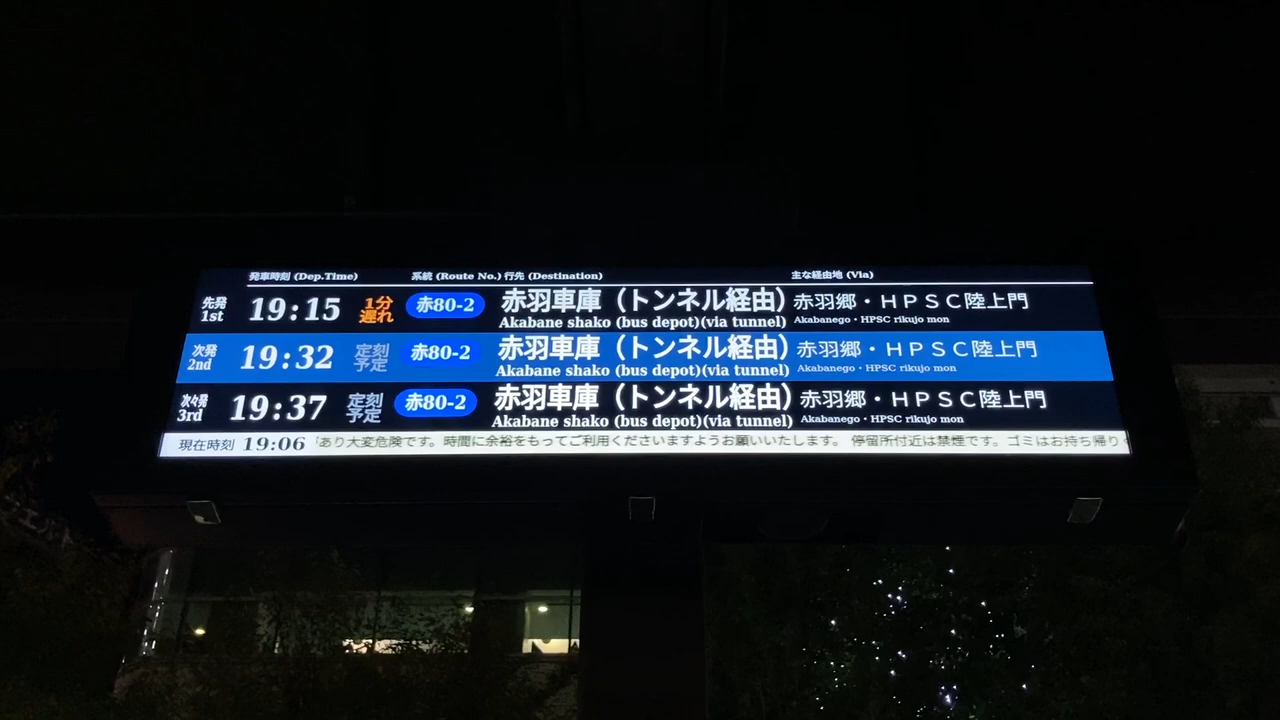 発車時刻 (Dep.Time) 系統 (Route No.) 行先 (Destination) 主な経由地 (Via)
先発 19:15 1分 赤80-2 赤羽車庫（トンネル経由） 赤羽郷・ＨＰＳＣ陸上門
1st 遅れ Akabane shako (bus depot)(via tunnel) Akabanego・HPSC rikujo mon
次発 19:32 定刻 赤80-2 赤羽車庫（トンネル経由） 赤羽郷・ＨＰＳＣ陸上門
2nd 予定 Akabane shako (bus depot)(via tunnel) Akabanego・HPSC rikujo mon
次々発 19:37 定刻 赤80-2 赤羽車庫（トンネル経由） 赤羽郷・ＨＰＳＣ陸上門
3rd 予定 Akabane shako (bus depot)(via tunnel) Akabanego・HPSC rikujo mon
現在時刻 19:06 あり大変危険です。時間に余裕をもってご利用くださいますようお願いいたします。 停留所付近は禁煙です。ゴミはお持ち帰り